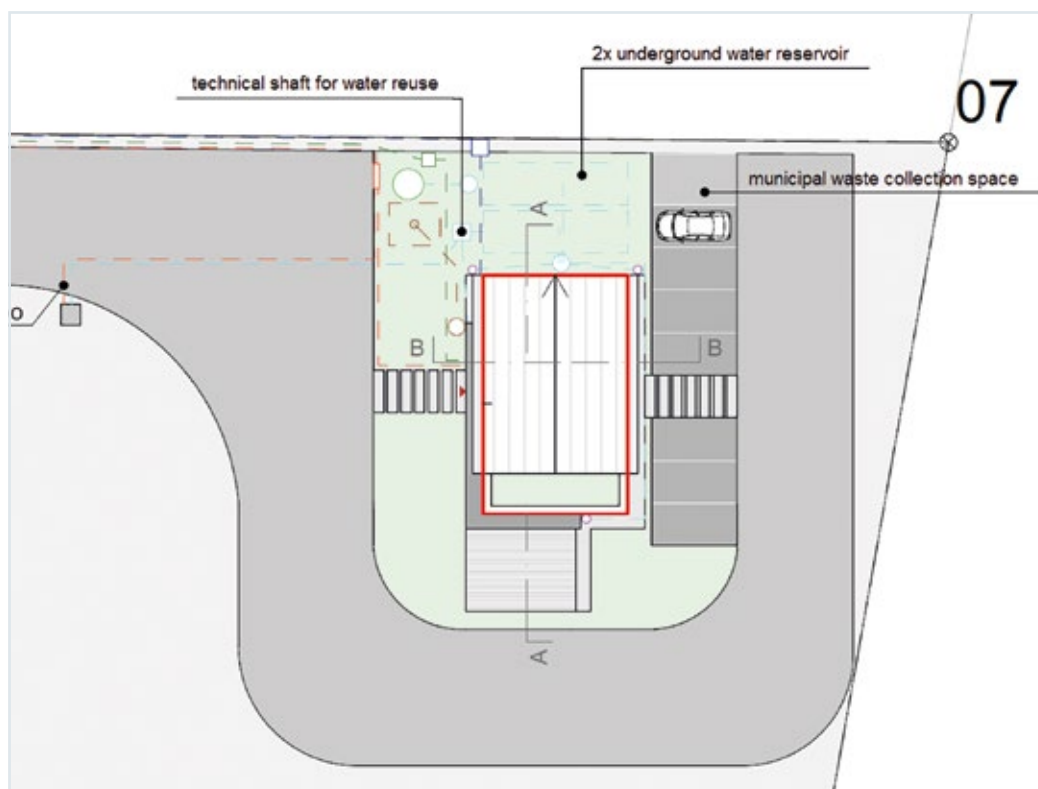 2x underground water reservoir
technical shaft for water reuse
07
municipal waste collection space
A
B
B
o
A